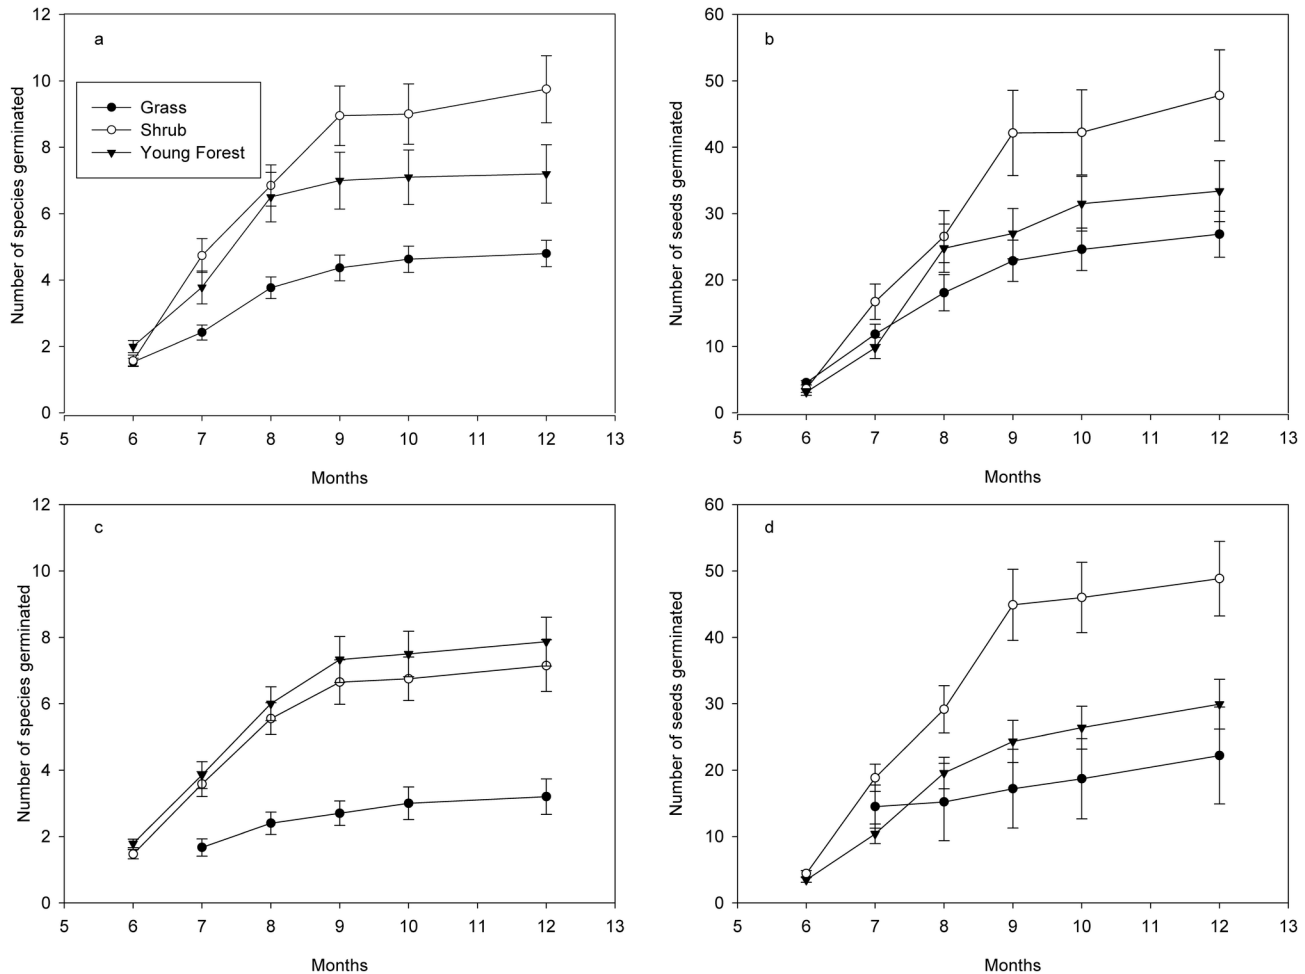 a
Grass
Shrub
Young Forest
Number of species germinated
12
10
8
6
4
2
0
5 6 7 8 9 10 11 12 13
Months
b
Number of seeds germinated
60
50
40
30
20
10
0
5 6 7 8 9 10 11 12 13
Months
c
Number of species germinated
12
10
8
6
4
2
0
5 6 7 8 9 10 11 12 13
Months
d
Number of seeds germinated
60
50
40
30
20
10
0
5 6 7 8 9 10 11 12 13
Months